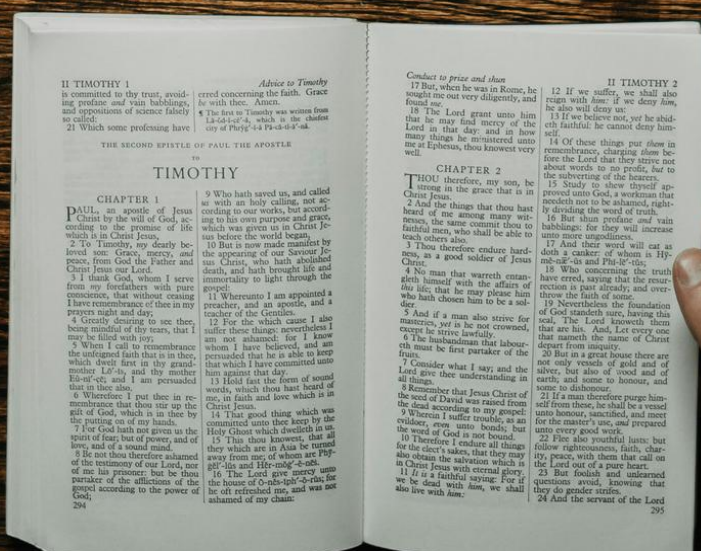 II TIMOTHY 1
Advice to Timothy
is committed to thy trust, avoid-
ing profane and vain babblings,
and oppositions of science falsely
so called:
21 Which some professing have
erred concerning the faith. Grace
be with thee. Amen.
¶ The first to Timothy was written from
Lā-ŏd-ĭ-çē´-ȧ, which is the chiefest
city of Phry̆ġ´-ĭ-ȧ Pā-cā-tĭ-ā´-nȧ.
THE SECOND EPISTLE OF PAUL THE APOSTLE
TO
TIMOTHY
CHAPTER 1
PAUL, an apostle of Jesus
Christ by the will of God, ac-
cording to the promise of life
which is in Christ Jesus,
2 To Timothy, my dearly be-
loved son: Grace, mercy, and
peace, from God the Father and
Christ Jesus our Lord.
3 I thank God, whom I serve
from my forefathers with pure
conscience, that without ceasing
I have remembrance of thee in my
prayers night and day;
4 Greatly desiring to see thee,
being mindful of thy tears, that I
may be filled with joy;
5 When I call to remembrance
the unfeigned faith that is in thee,
which dwelt first in thy grand-
mother Lō´-ĭs, and thy mother
Eū-nī´-çē; and I am persuaded
that in thee also.
6 Wherefore I put thee in re-
membrance that thou stir up the
gift of God, which is in thee by
the putting on of my hands.
7 For God hath not given us the
spirit of fear; but of power, and of
love, and of a sound mind.
8 Be not thou therefore ashamed
of the testimony of our Lord, nor
of me his prisoner: but be thou
partaker of the afflictions of the
gospel according to the power of
God;
294
9 Who hath saved us, and called
us with an holy calling, not ac-
cording to our works, but accord-
ing to his own purpose and grace,
which was given us in Christ Je-
sus before the world began,
10 But is now made manifest by
the appearing of our Saviour Je-
sus Christ, who hath abolished
death, and hath brought life and
immortality to light through the
gospel:
11 Whereunto I am appointed a
preacher, and an apostle, and a
teacher of the Gentiles.
12 For the which cause I also
suffer these things: nevertheless I
am not ashamed: for I know
whom I have believed, and am
persuaded that he is able to keep
that which I have committed unto
him against that day.
13 Hold fast the form of sound
words, which thou hast heard of
me, in faith and love which is in
Christ Jesus.
14 That good thing which was
committed unto thee keep by the
Holy Ghost which dwelleth in us.
15 This thou knowest, that all
they which are in Asia be turned
away from me; of whom are Phy̆-
ġĕl´-lŭs and Hẽr-mŏġ´-ē-nēs.
16 The Lord give mercy unto
the house of Ŏ-nĕs-ĭph´-ŏ-rŭs; for
he oft refreshed me, and was not
ashamed of my chain:
Conduct to prize and shun
II TIMOTHY 2
17 But, when he was in Rome, he
sought me out very diligently, and
found me.
18 The Lord grant unto him
that he may find mercy of the
Lord in that day: and in how
many things he ministered unto
me at Ephesus, thou knowest very
well.
CHAPTER 2
THOU therefore, my son, be
strong in the grace that is in
Christ Jesus.
2 And the things that thou hast
heard of me among many wit-
nesses, the same commit thou to
faithful men, who shall be able to
teach others also.
3 Thou therefore endure hard-
ness, as a good soldier of Jesus
Christ.
4 No man that warreth entan-
gleth himself with the affairs of
this life; that he may please him
who hath chosen him to be a sol-
dier.
5 And if a man also strive for
masteries, yet is he not crowned,
except he strive lawfully.
6 The husbandman that labour-
eth must be first partaker of the
fruits.
7 Consider what I say; and the
Lord give thee understanding in
all things.
8 Remember that Jesus Christ of
the seed of David was raised from
the dead according to my gospel:
9 Wherein I suffer trouble, as an
evildoer, even unto bonds; but
the word of God is not bound.
10 Therefore I endure all things
for the elect's sakes, that they may
also obtain the salvation which is
in Christ Jesus with eternal glory.
11 It is a faithful saying: For if
we be dead with him, we shall
also live with him:
12 If we suffer, we shall also
reign with him: if we deny him,
he also will deny us:
13 If we believe not, yet he abid-
eth faithful: he cannot deny him-
self.
14 Of these things put them in
remembrance, charging them be-
fore the Lord that they strive not
about words to no profit, but to
the subverting of the hearers.
15 Study to shew thyself ap-
proved unto God, a workman that
needeth not to be ashamed, right-
ly dividing the word of truth.
16 But shun profane and vain
babblings: for they will increase
unto more ungodliness.
17 And their word will eat as
doth a canker: of whom is Hȳ-
mē-næ̂´-ŭs and Phī-lē´-tŭs;
18 Who concerning the truth
have erred, saying that the resur-
rection is past already; and over-
throw the faith of some.
19 Nevertheless the foundation
of God standeth sure, having this
seal, The Lord knoweth them
that are his. And, Let every one
that nameth the name of Christ
depart from iniquity.
20 But in a great house there are
not only vessels of gold and of
silver, but also of wood and of
earth; and some to honour, and
some to dishonour.
21 If a man therefore purge him-
self from these, he shall be a vessel
unto honour, sanctified, and meet
for the master's use, and prepared
unto every good work.
22 Flee also youthful lusts: but
follow righteousness, faith, char-
ity, peace, with them that call on
the Lord out of a pure heart.
23 But foolish and unlearned
questions avoid, knowing that
they do gender strifes.
24 And the servant of the Lord
295